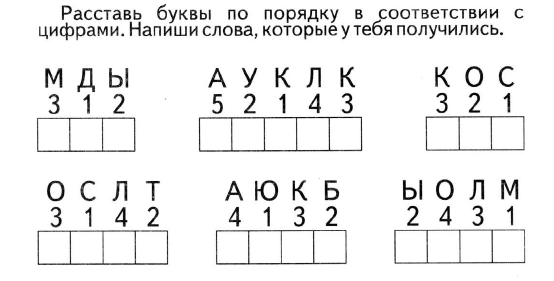 Расставь буквы по порядку в соответствии с
цифрами. Напиши слова, которые у тебя получились.
М Д Ы А У К Л К К О С
3 1 2 5 2 1 4 3 3 2 1
О С Л Т А Ю К Б Ы О Л М
3 1 4 2 4 1 3 2 2 4 3 1